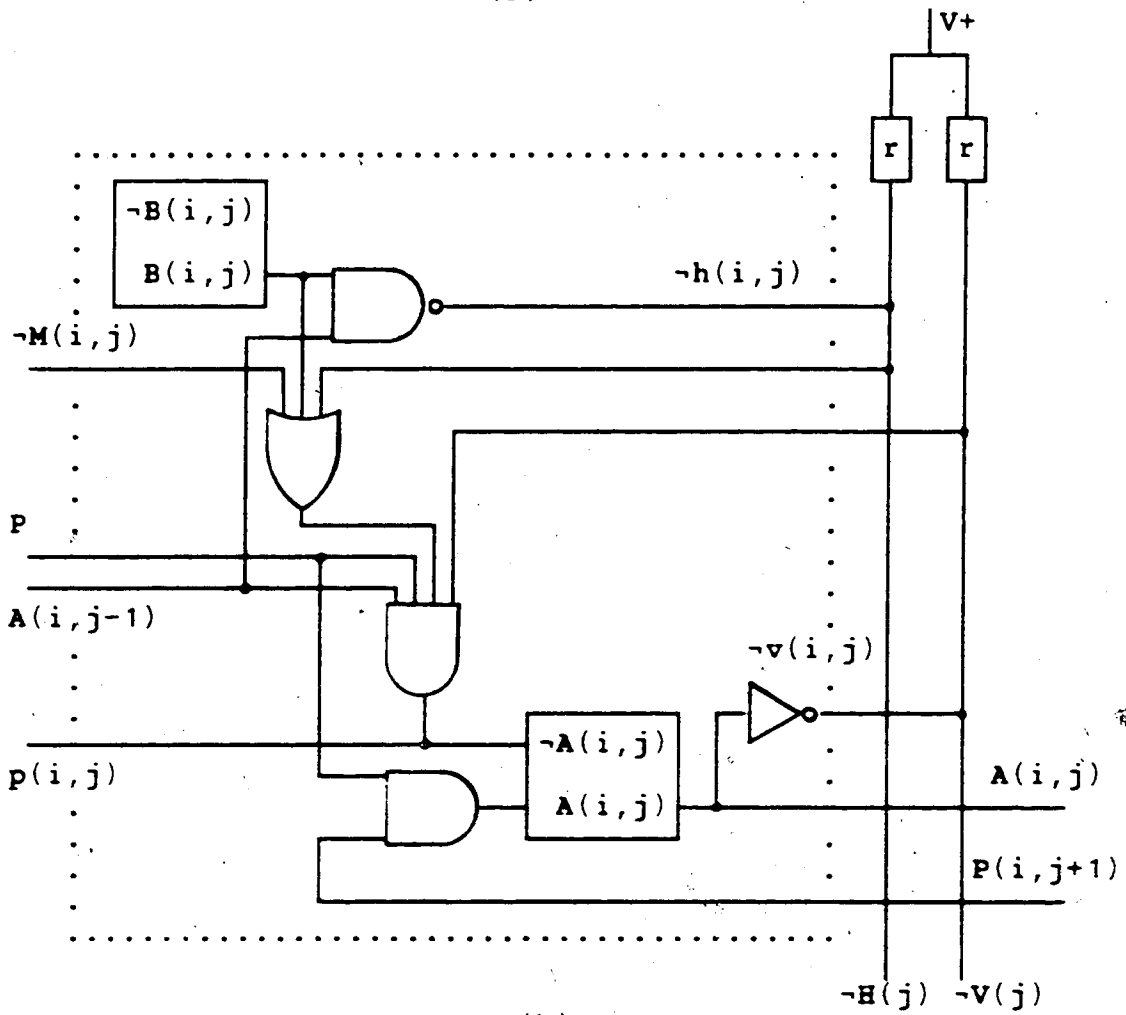 V+
r r
¬B(i,j)
B(i,j)
¬h(i,j)
¬M(i,j)
P
A(i,j-1)
¬v(i,j)
¬A(i,j)
p(i,j)
A(i,j)
A(i,j)
P(i,j+1)
¬H(j) ¬V(j)